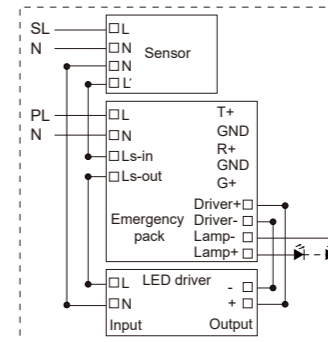 SL L
N N Sensor
N
L'
PL L T+
N N GND
R+
Ls-in GND
Ls-out G+
Driver+
Emergency Driver-
pack Lamp-
Lamp+
L LED driver -
N +
Input Output